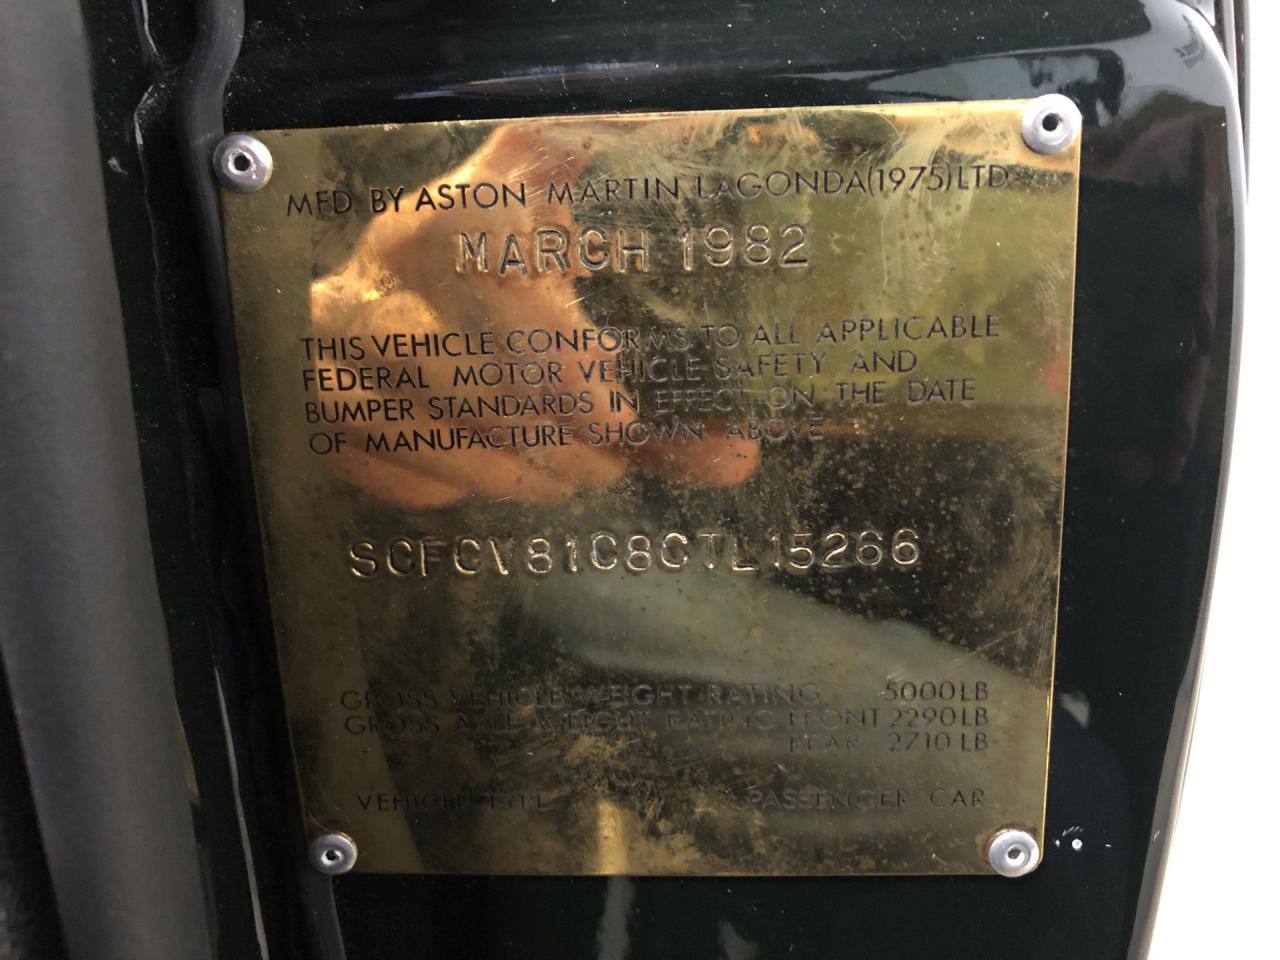 MFD BY ASTON MARTIN LAGONDA(1975)LTD
MARCH 1982
THIS VEHICLE CONFORMS TO ALL APPLICABLE
FEDERAL MOTOR VEHICLE SAFETY AND
BUMPER STANDARDS IN EFFECT ON THE DATE
OF MANUFACTURE SHOWN ABOVE
SCFCV81C8CTL15266
GROSS VEHICLE WEIGHT RATING 5000LB
GROSS AXLE WEIGHT RATING FRONT 2290LB
REAR 2710LB
VEHICLE TYPE PASSENGER CAR